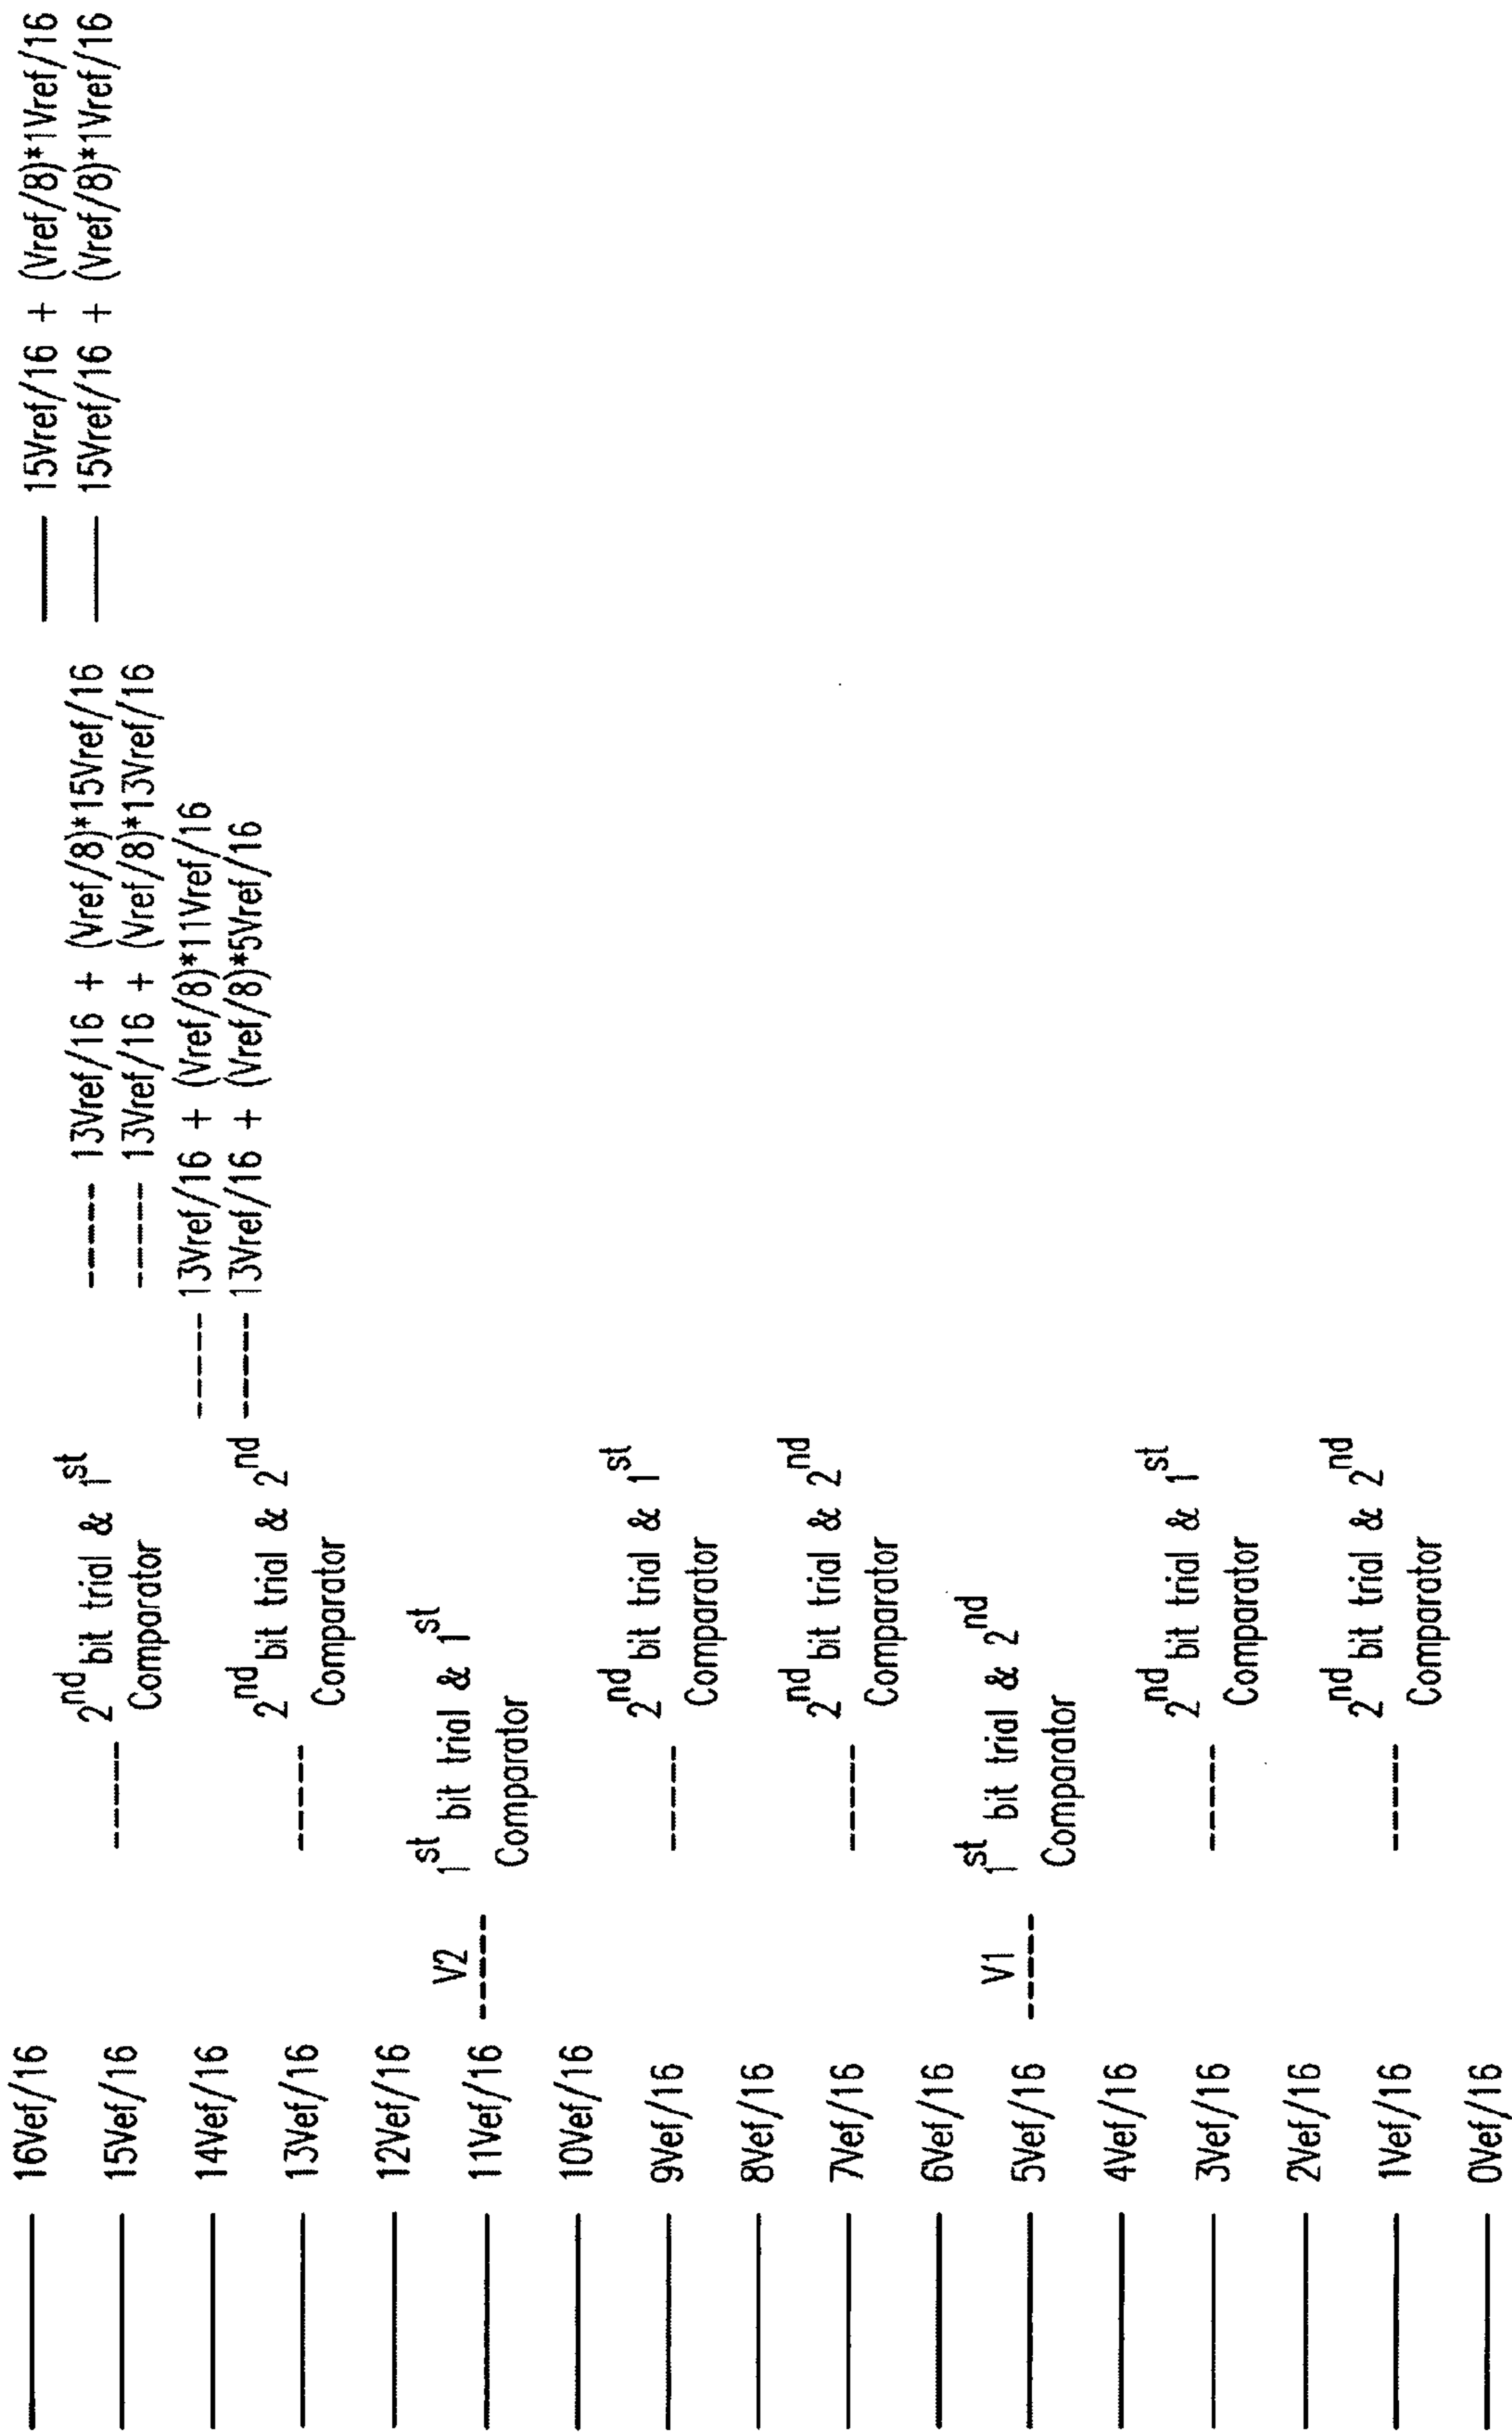 16Vef/16
15Vef/16
14Vef/16
13Vef/16
12Vef/16
11Vef/16
10Vef/16
9Vef/16
8Vef/16
7Vef/16
6Vef/16
5Vef/16
4Vef/16
3Vef/16
2Vef/16
1Vef/16
0Vef/16
V2
1st bit trial & 1st
Comparator
V1
1st bit trial & 2nd
Comparator
2nd bit trial & 1st
Comparator
2nd bit trial & 2nd
Comparator
2nd bit trial & 1st
Comparator
2nd bit trial & 2nd
Comparator
2nd bit trial & 1st
Comparator
2nd bit trial & 2nd
Comparator
13Vref/16 + (Vref/8)*15Vref/16
13Vref/16 + (Vref/8)*13Vref/16
13Vref/16 + (Vref/8)*11Vref/16
13Vref/16 + (Vref/8)*5Vref/16
15Vref/16 + (Vref/8)*1Vref/16
15Vref/16 + (Vref/8)*1Vref/16